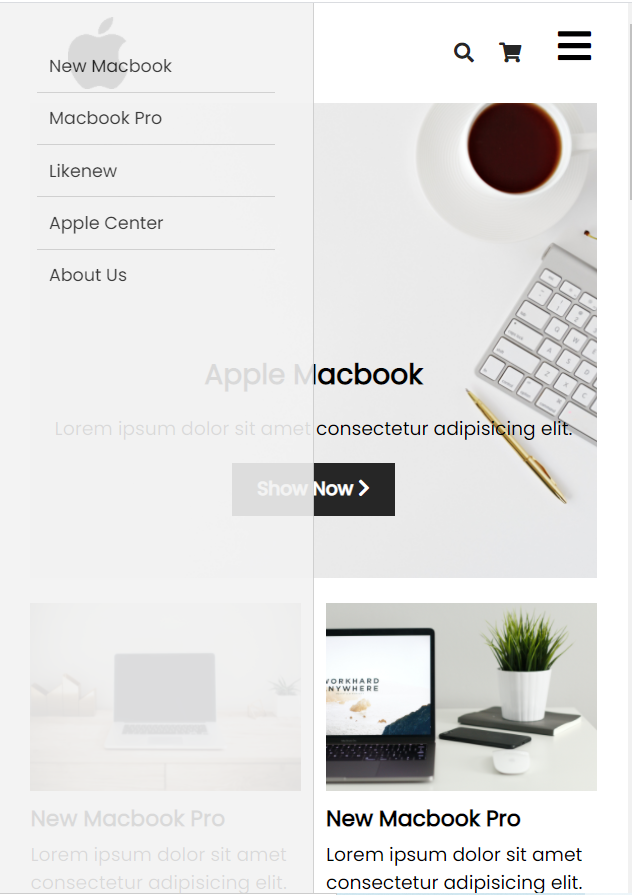 New Macbook
Macbook Pro
Likenew
Apple Center
About Us
Apple Macbook
Lorem ipsum dolor sit amet consectetur adipisicing elit.
Show Now
WORKHARD
ANYWHERE
New Macbook Pro
Lorem ipsum dolor sit amet
consectetur adipisicing elit.
New Macbook Pro
Lorem ipsum dolor sit amet
consectetur adipisicing elit.